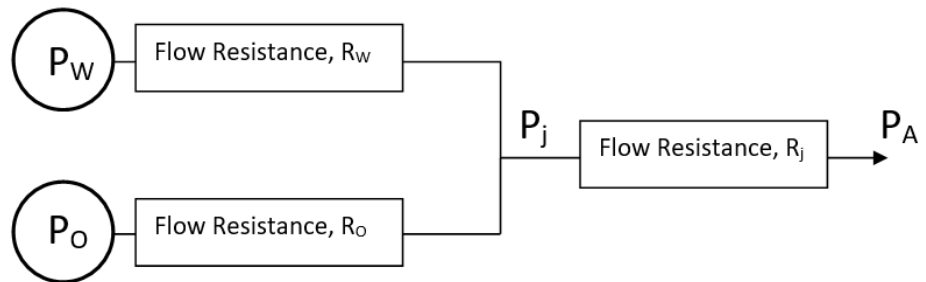 P_W
Flow Resistance, R_W
P_j
Flow Resistance, R_j
P_A
P_O
Flow Resistance, R_O